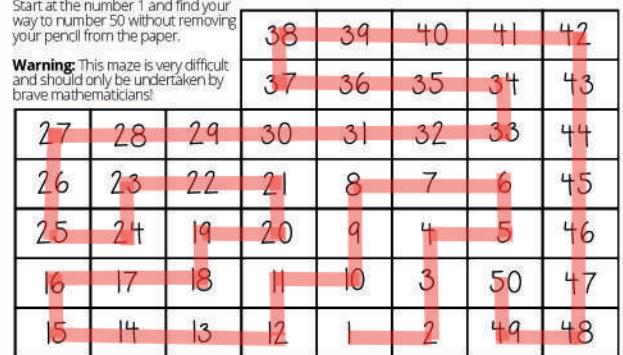 Start at the number 1 and find your
way to number 50 without removing
your pencil from the paper.
Warning: This maze is very difficult
and should only be undertaken by
brave mathematicians!
38 39 40 41 42
37 36 35 34 43
27 28 29 30 31 32 33 44
26 23 22 21 8 7 6 45
25 24 19 20 9 4 5 46
16 17 18 11 10 3 50 47
15 14 13 12 1 2 49 48